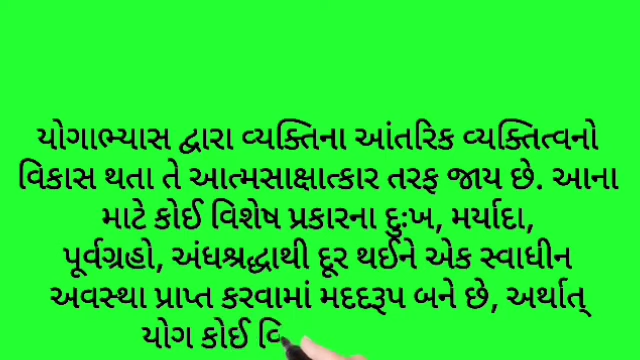 યોગાભ્યાસ દ્વારા વ્યક્તિના આંતરિક વ્યક્તિત્વનો
વિકાસ થતા તે આત્મસાક્ષાત્કાર તરફ જાય છે. આના
માટે કોઈ વિશેષ પ્રકારના દુઃખ, મર્યાદા,
પૂર્વગ્રહો, અંધશ્રદ્ધાથી દૂર થઈને એક સ્વાધીન
અવસ્થા પ્રાપ્ત કરવામાં મદદરૂપ બને છે, અર્થાત્
યોગ કોઈ વિ